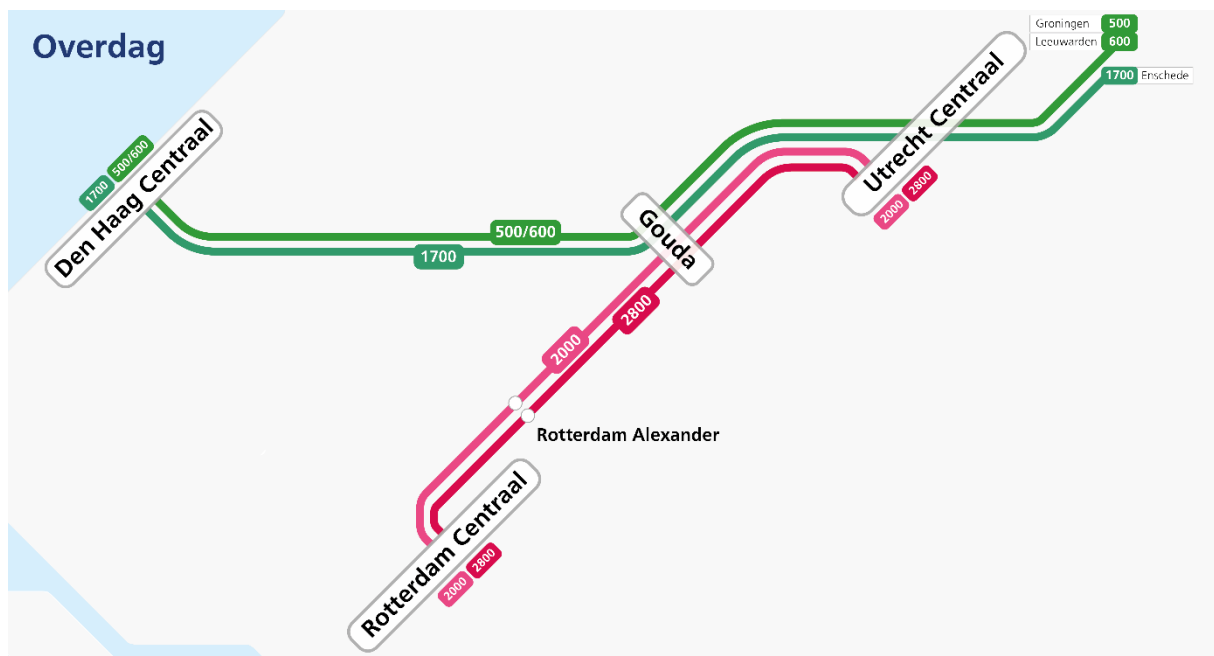 Overdag
Groningen 500
Leeuwarden 600
1700 Enschede
Utrecht Centraal
2000 2800
1700 500/600
Den Haag Centraal
500/600
1700
Gouda
2800
2000
Rotterdam Alexander
Rotterdam Centraal
2000 2800